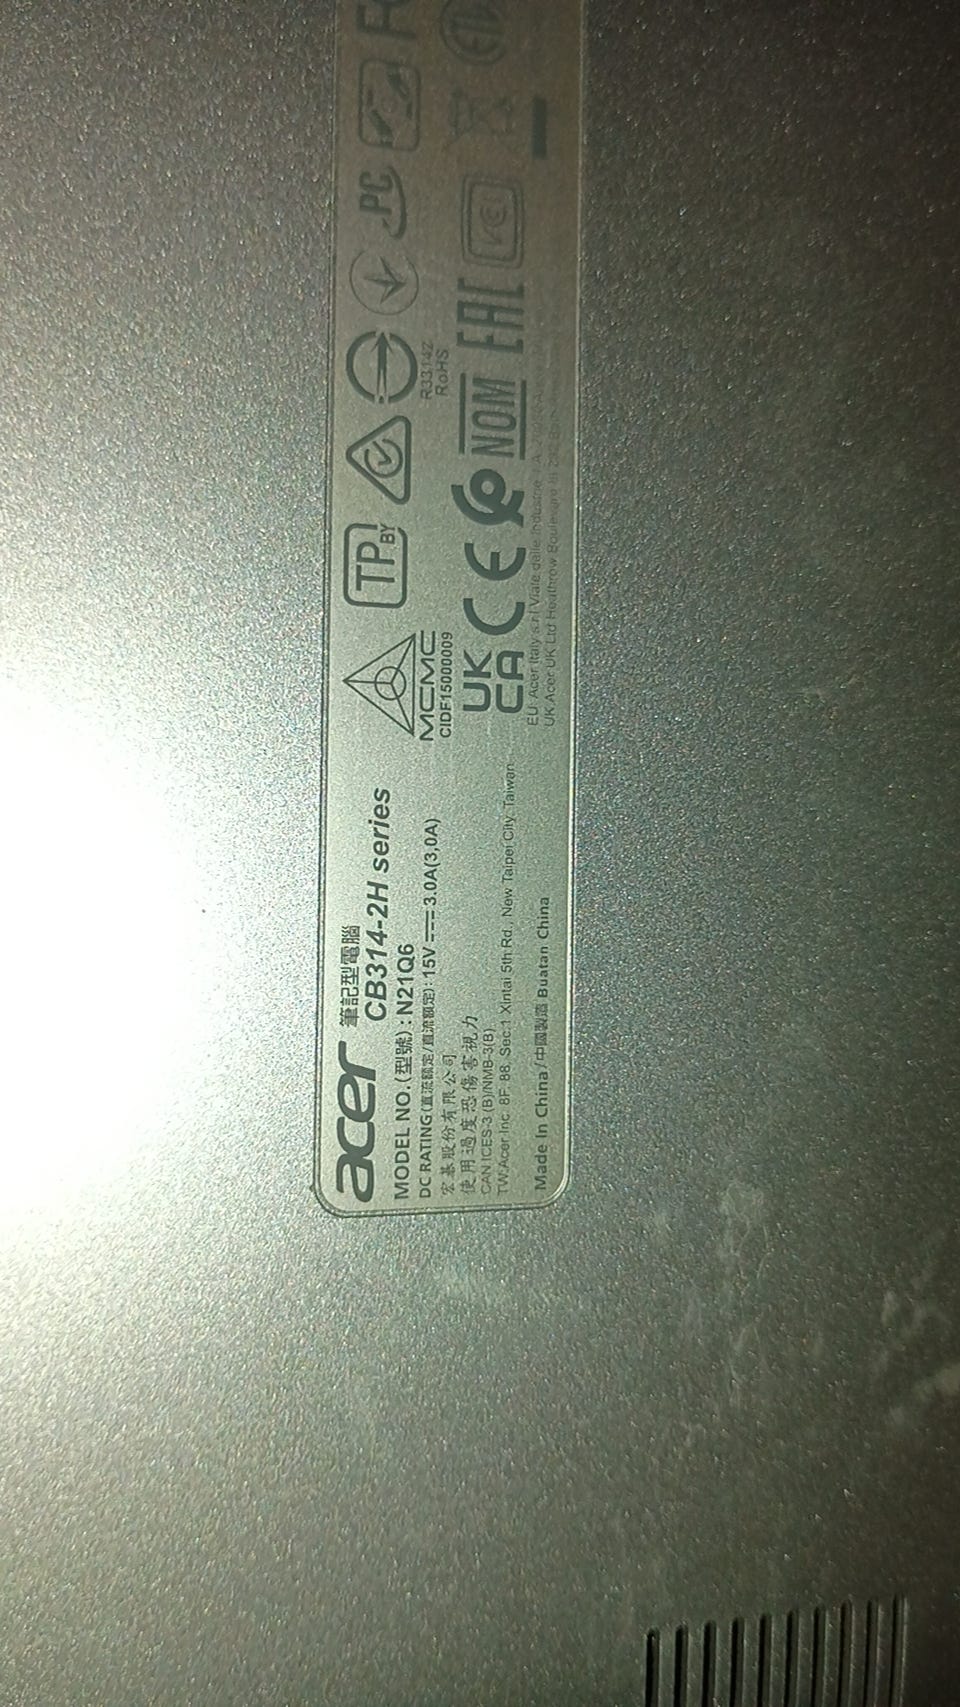 acer 筆記型電腦
CB314-2H series
MODEL NO.(型號) : N21Q6
DC RATING (直流額定/直流額定) : 15V 3.0A(3,0A)
宏碁股份有限公司
使用過度恐傷害視力
CAN ICES-3 (B)/NMB-3(B)
TW:Acer Inc. 8F, 88, Sec.1 Xintai 5th Rd., New Taipei City, Taiwan
Made In China/中國製造 Buatan China
MCMC
CIDF15000009
TP BY
R33142
RoHS
PC
FC
UK
CA
CE
NOM
EAC
EU: Acer Italy s.r.l Viale delle Industrie
UK:Acer UK Ltd Heathrow Boulevard III